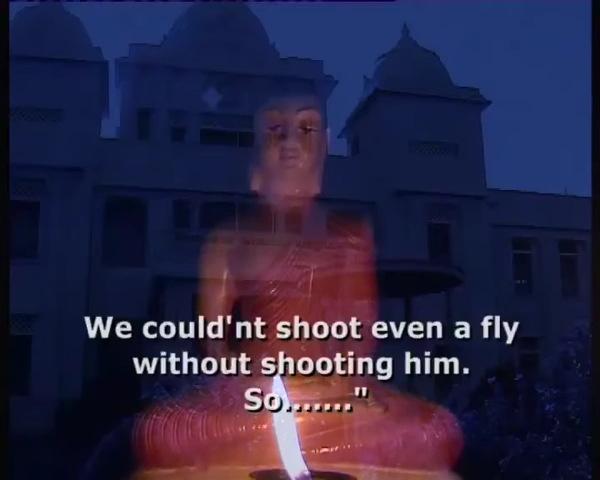 We could'nt shoot even a fly
without shooting him.
So......."